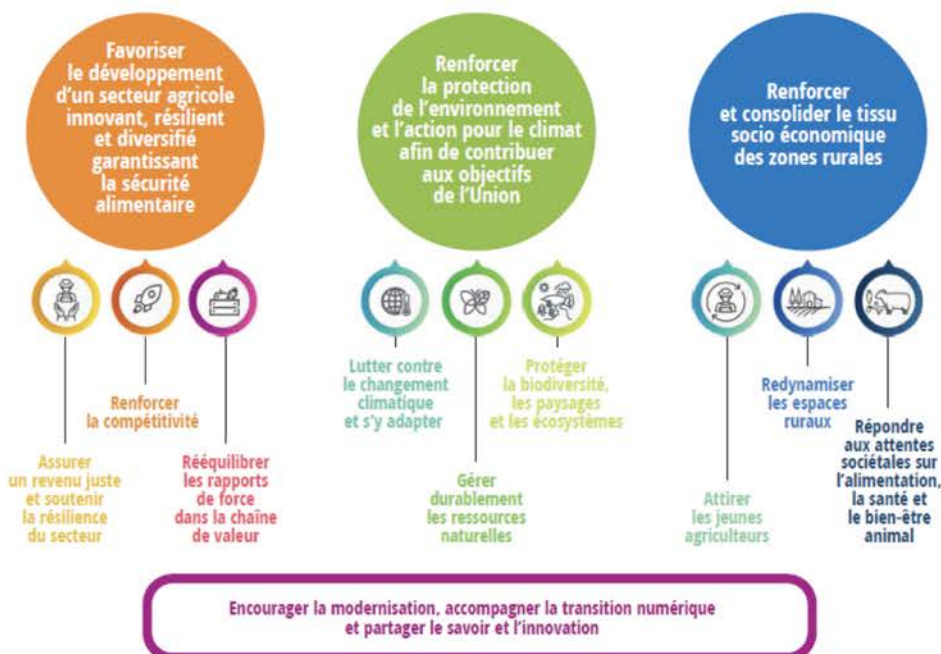 Favoriser
le développement
d'un secteur agricole
innovant, résilient
et diversifié
garantissant
la sécurité
alimentaire
Renforcer
la protection
de l'environnement
et l'action pour le climat
afin de contribuer
aux objectifs
de l'Union
Renforcer
et consolider le tissu
socio économique
des zones rurales
Assurer
un revenu juste
et soutenir
la résilience
du secteur
Renforcer
la compétitivité
Rééquilibrer
les rapports
de force
dans la chaîne
de valeur
Lutter contre
le changement
climatique
et s'y adapter
Gérer
durablement
les ressources
naturelles
Protéger
la biodiversité,
les paysages
et les écosystèmes
Attirer
les jeunes
agriculteurs
Redynamiser
les espaces
ruraux
Répondre
aux attentes
sociétales sur
l'alimentation,
la santé et
le bien-être
animal
Encourager la modernisation, accompagner la transition numérique
et partager le savoir et l'innovation